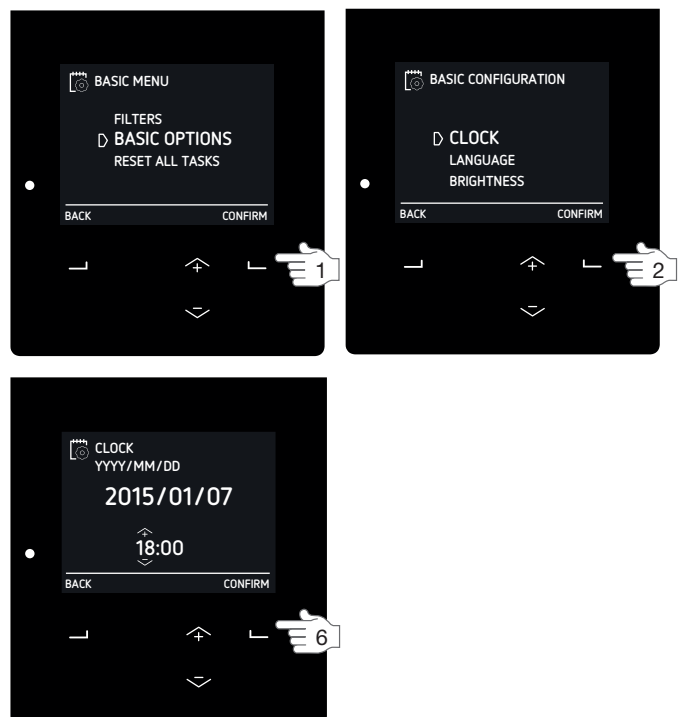 BASIC MENU
FILTERS
BASIC OPTIONS
RESET ALL TASKS
BACK CONFIRM
1
BASIC CONFIGURATION
CLOCK
LANGUAGE
BRIGHTNESS
BACK CONFIRM
2
CLOCK
YYYY/MM/DD
2015/01/07
18:00
BACK CONFIRM
6